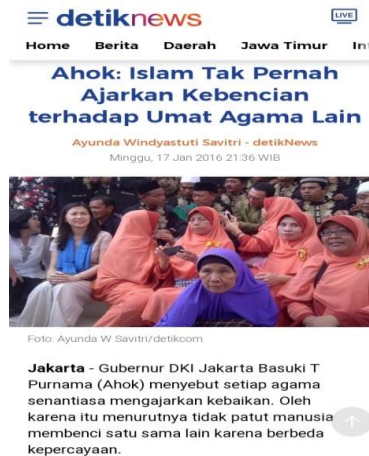 detiknews
LIVE
Home Berita Daerah Jawa Timur In
Ahok: Islam Tak Pernah
Ajarkan Kebencian
terhadap Umat Agama Lain
Ayunda Windyastuti Savitri - detikNews
Minggu, 17 Jan 2016 21:36 WIB
Foto: Ayunda W Savitri/detikcom
Jakarta - Gubernur DKI Jakarta Basuki T
Purnama (Ahok) menyebut setiap agama
senantiasa mengajarkan kebaikan. Oleh
karena itu menurutnya tidak patut manusia
membenci satu sama lain karena berbeda
kepercayaan.